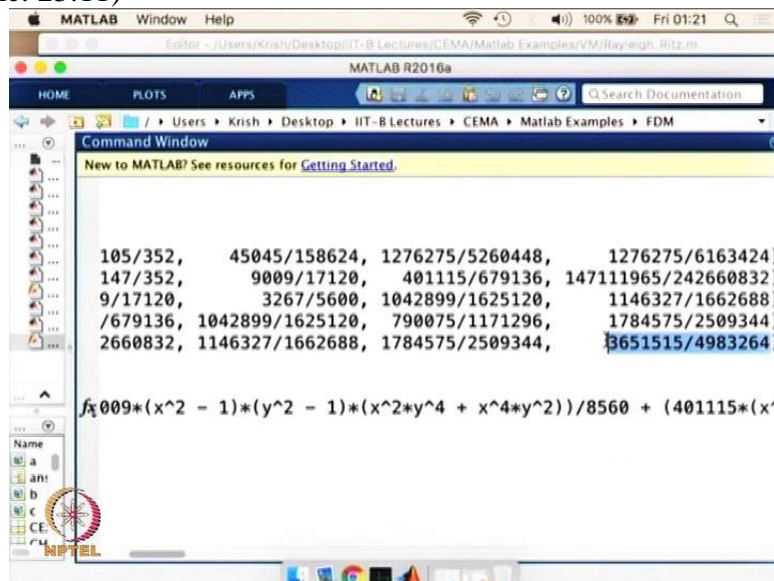 MATLAB Window Help 100% Fri 01:21
Editor - /Users/Krish/Desktop/IIT-B Lectures/CEMA/Matlab Examples/VM/Rayleigh_Ritz.m
MATLAB R2016a
HOME PLOTS APPS Search Documentation
/ Users Krish Desktop IIT-B Lectures CEMA Matlab Examples FDM
Command Window
New to MATLAB? See resources for Getting Started.
105/352, 45045/158624, 1276275/5260448, 1276275/6163424
147/352, 9009/17120, 401115/679136, 147111965/242660832
9/17120, 3267/5600, 1042899/1625120, 1146327/1662688
/679136, 1042899/1625120, 790075/1171296, 1784575/2509344
2660832, 1146327/1662688, 1784575/2509344, 3651515/4983264
fx 009*(x^2 - 1)*(y^2 - 1)*(x^2*y^4 + x^4*y^2))/8560 + (401115*(x^
Name
a
an
b
c
CE
NPTEL